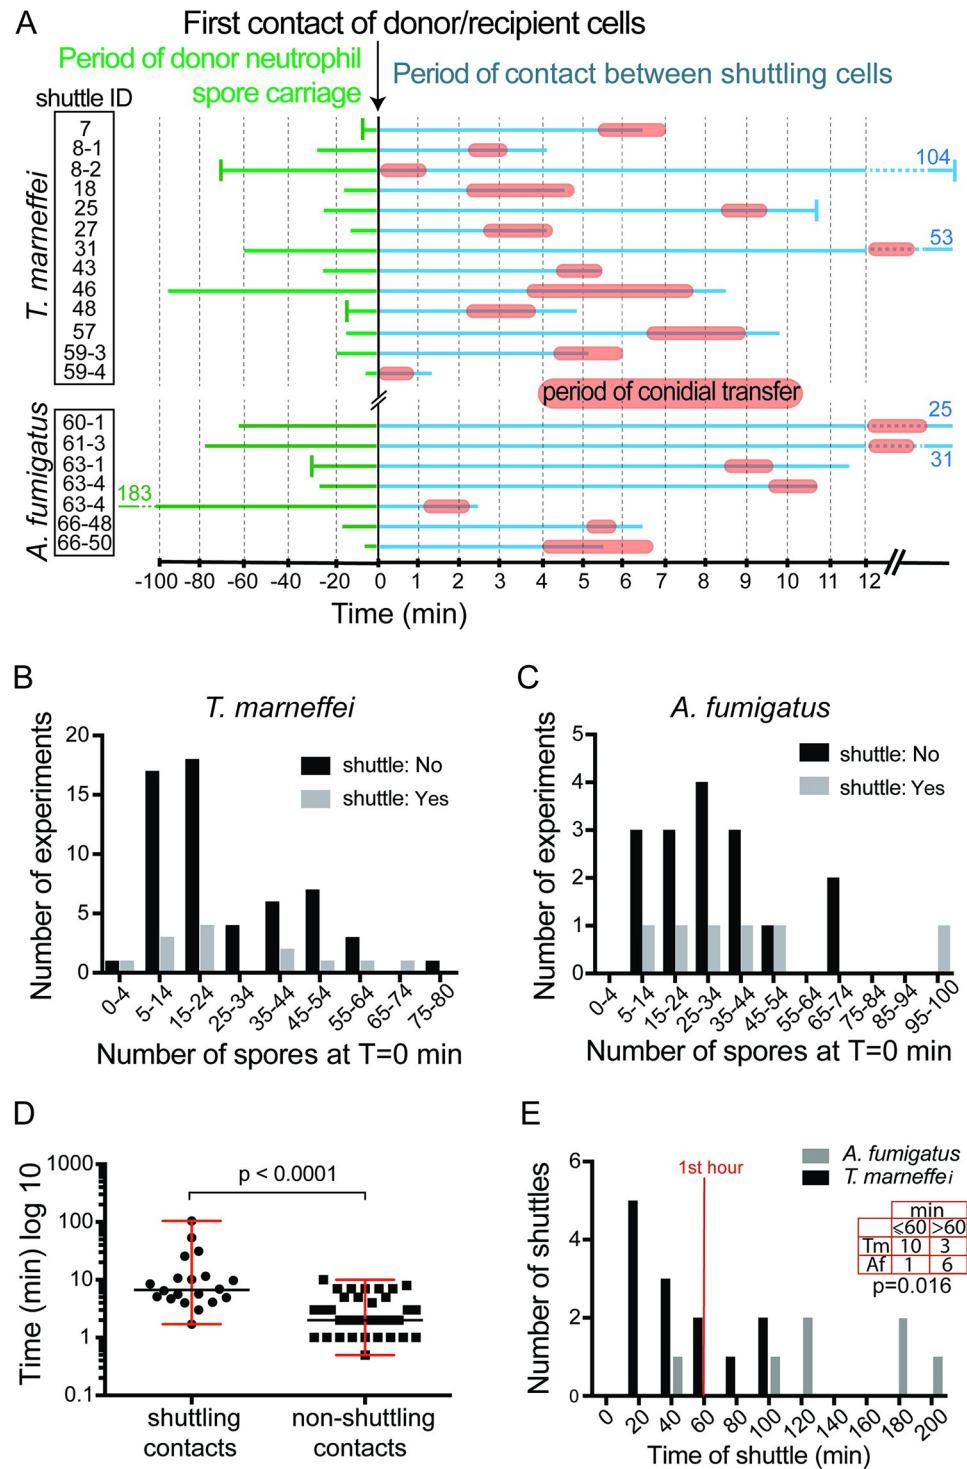 A
First contact of donor/recipient cells
Period of donor neutrophil
spore carriage
Period of contact between shuttling cells
shuttle ID
T. marneffei
7
8-1
8-2
104
18
25
27
31
53
43
46
48
57
59-3
59-4
period of conidial transfer
A. fumigatus
60-1
25
61-3
31
63-1
63-4
183
63-4
66-48
66-50
-100 -80 -60 -40 -20 0 1 2 3 4 5 6 7 8 9 10 11 12
Time (min)
B
T. marneffei
Number of experiments
20
15
10
5
0
shuttle: No
shuttle: Yes
0-4 5-14 15-24 25-34 35-44 45-54 55-64 65-74 75-80
Number of spores at T=0 min
C
A. fumigatus
Number of experiments
5
4
3
2
1
0
shuttle: No
shuttle: Yes
0-4 5-14 15-24 25-34 35-44 45-54 55-64 65-74 75-84 85-94 95-100
Number of spores at T=0 min
D
Time (min) log 10
1000
100
10
1
0.1
p < 0.0001
shuttling
contacts
non-shuttling
contacts
E
Number of shuttles
6
4
2
0
1st hour
A. fumigatus
T. marneffei
min
≤60 >60
Tm 10 3
Af 1 6
p=0.016
0 20 40 60 80 100 120 140 160 180 200
Time of shuttle (min)